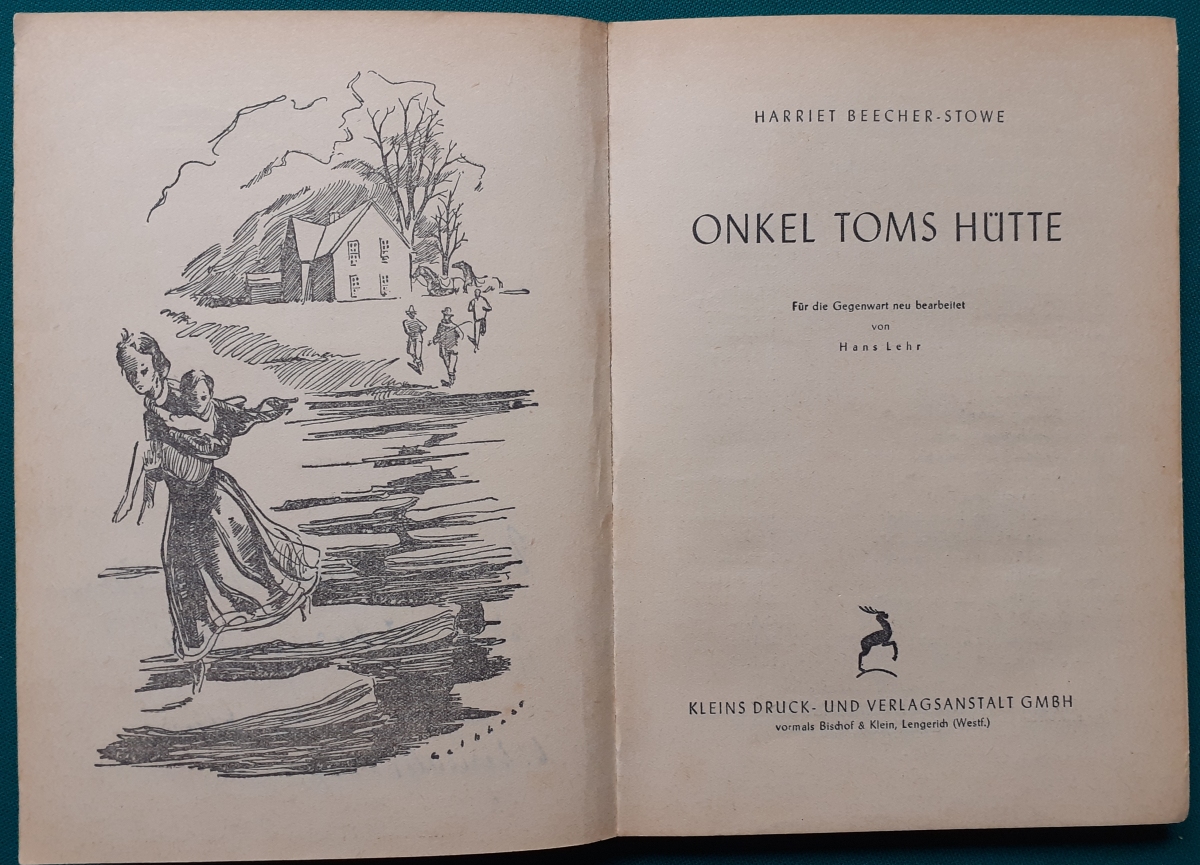 HARRIET BEECHER-STOWE
ONKEL TOMS HÜTTE
Für die Gegenwart neu bearbeitet
von
Hans Lehr
KLEINS DRUCK- UND VERLAGSANSTALT GMBH
vormals Bischof & Klein, Lengerich (Westf.)